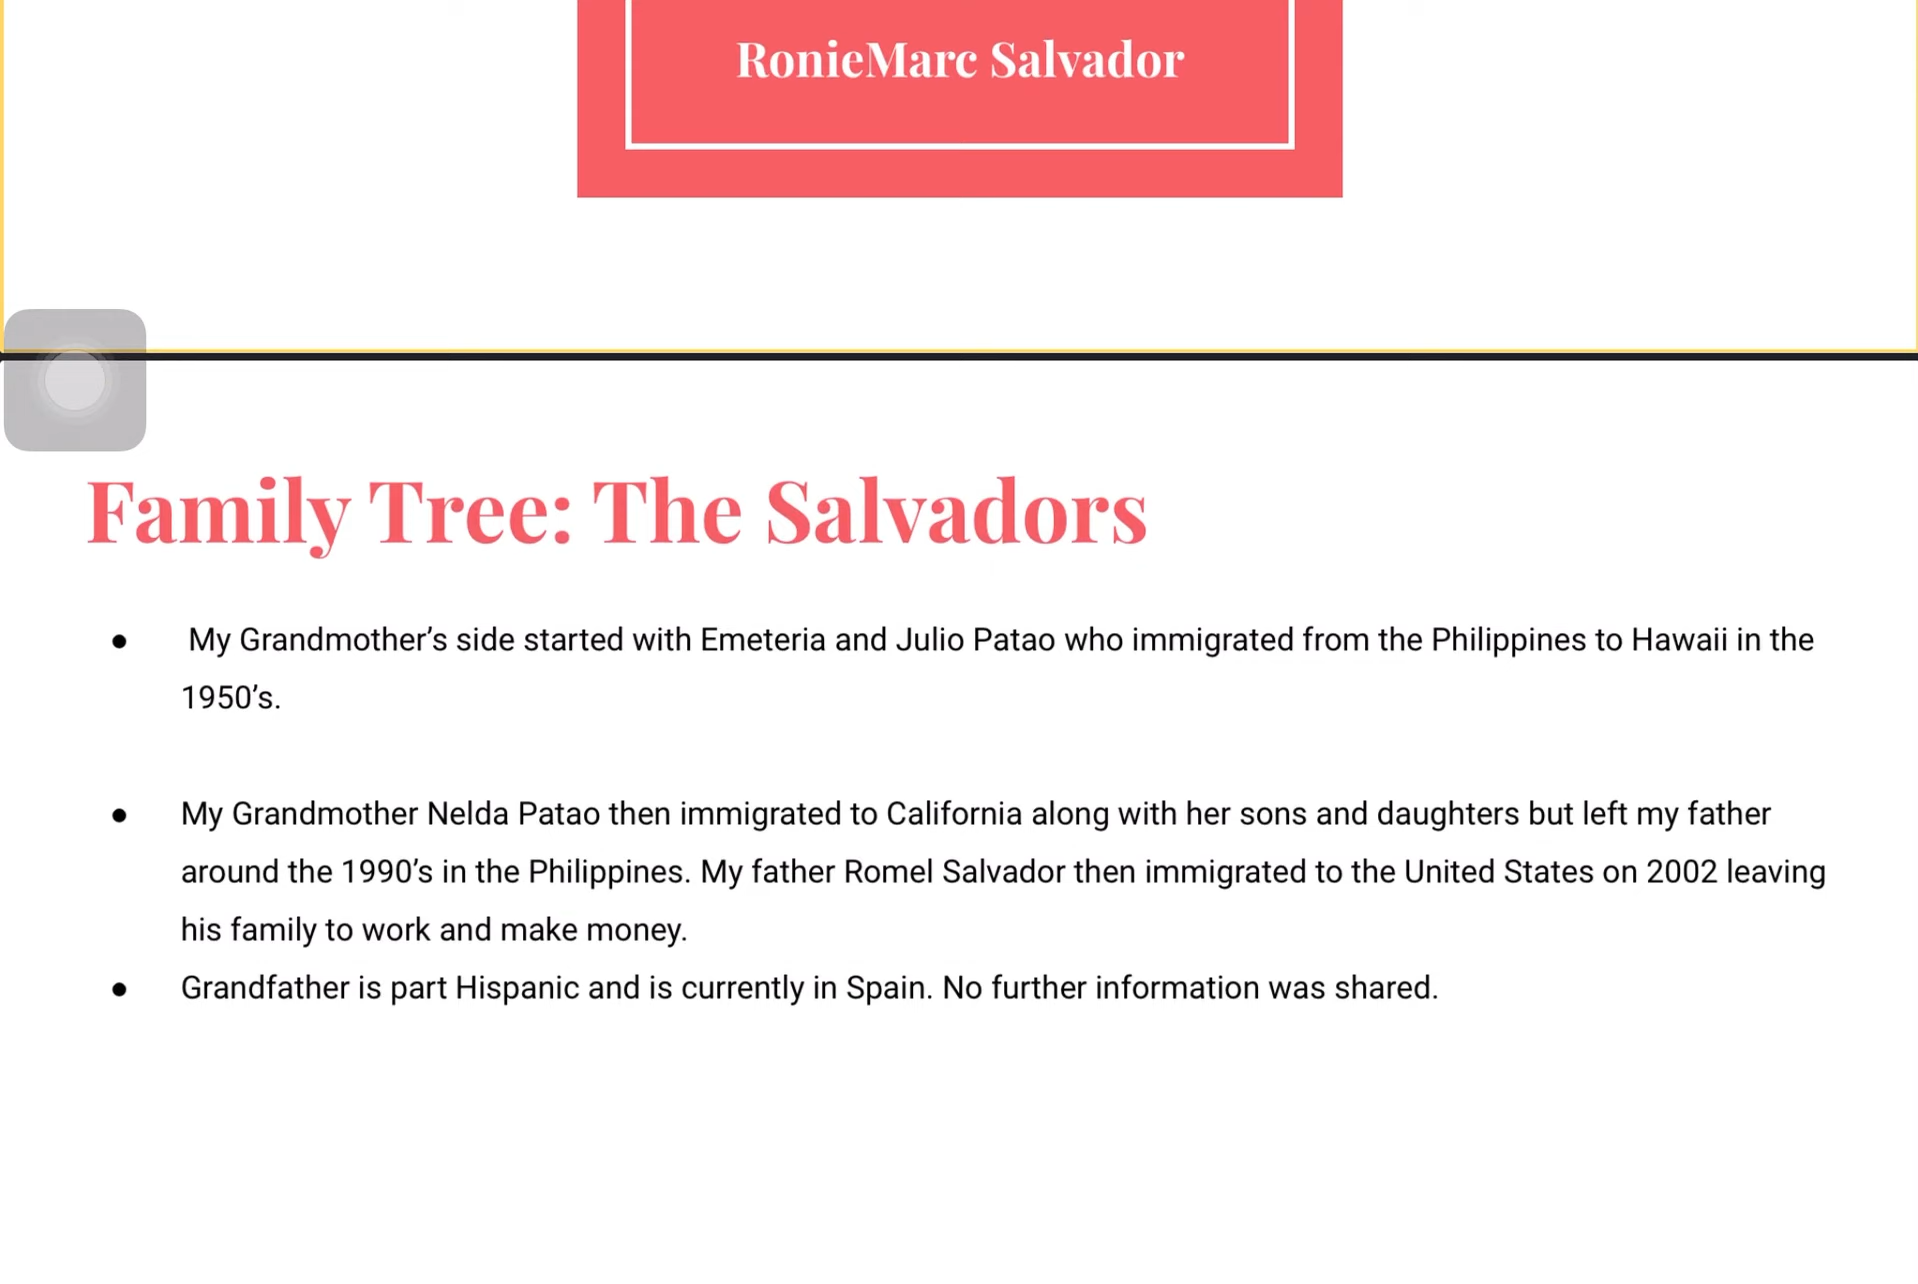 RonieMarc Salvador
Family Tree: The Salvadors
● My Grandmother’s side started with Emeteria and Julio Patao who immigrated from the Philippines to Hawaii in the
1950’s.
● My Grandmother Nelda Patao then immigrated to California along with her sons and daughters but left my father
around the 1990’s in the Philippines. My father Romel Salvador then immigrated to the United States on 2002 leaving
his family to work and make money.
● Grandfather is part Hispanic and is currently in Spain. No further information was shared.